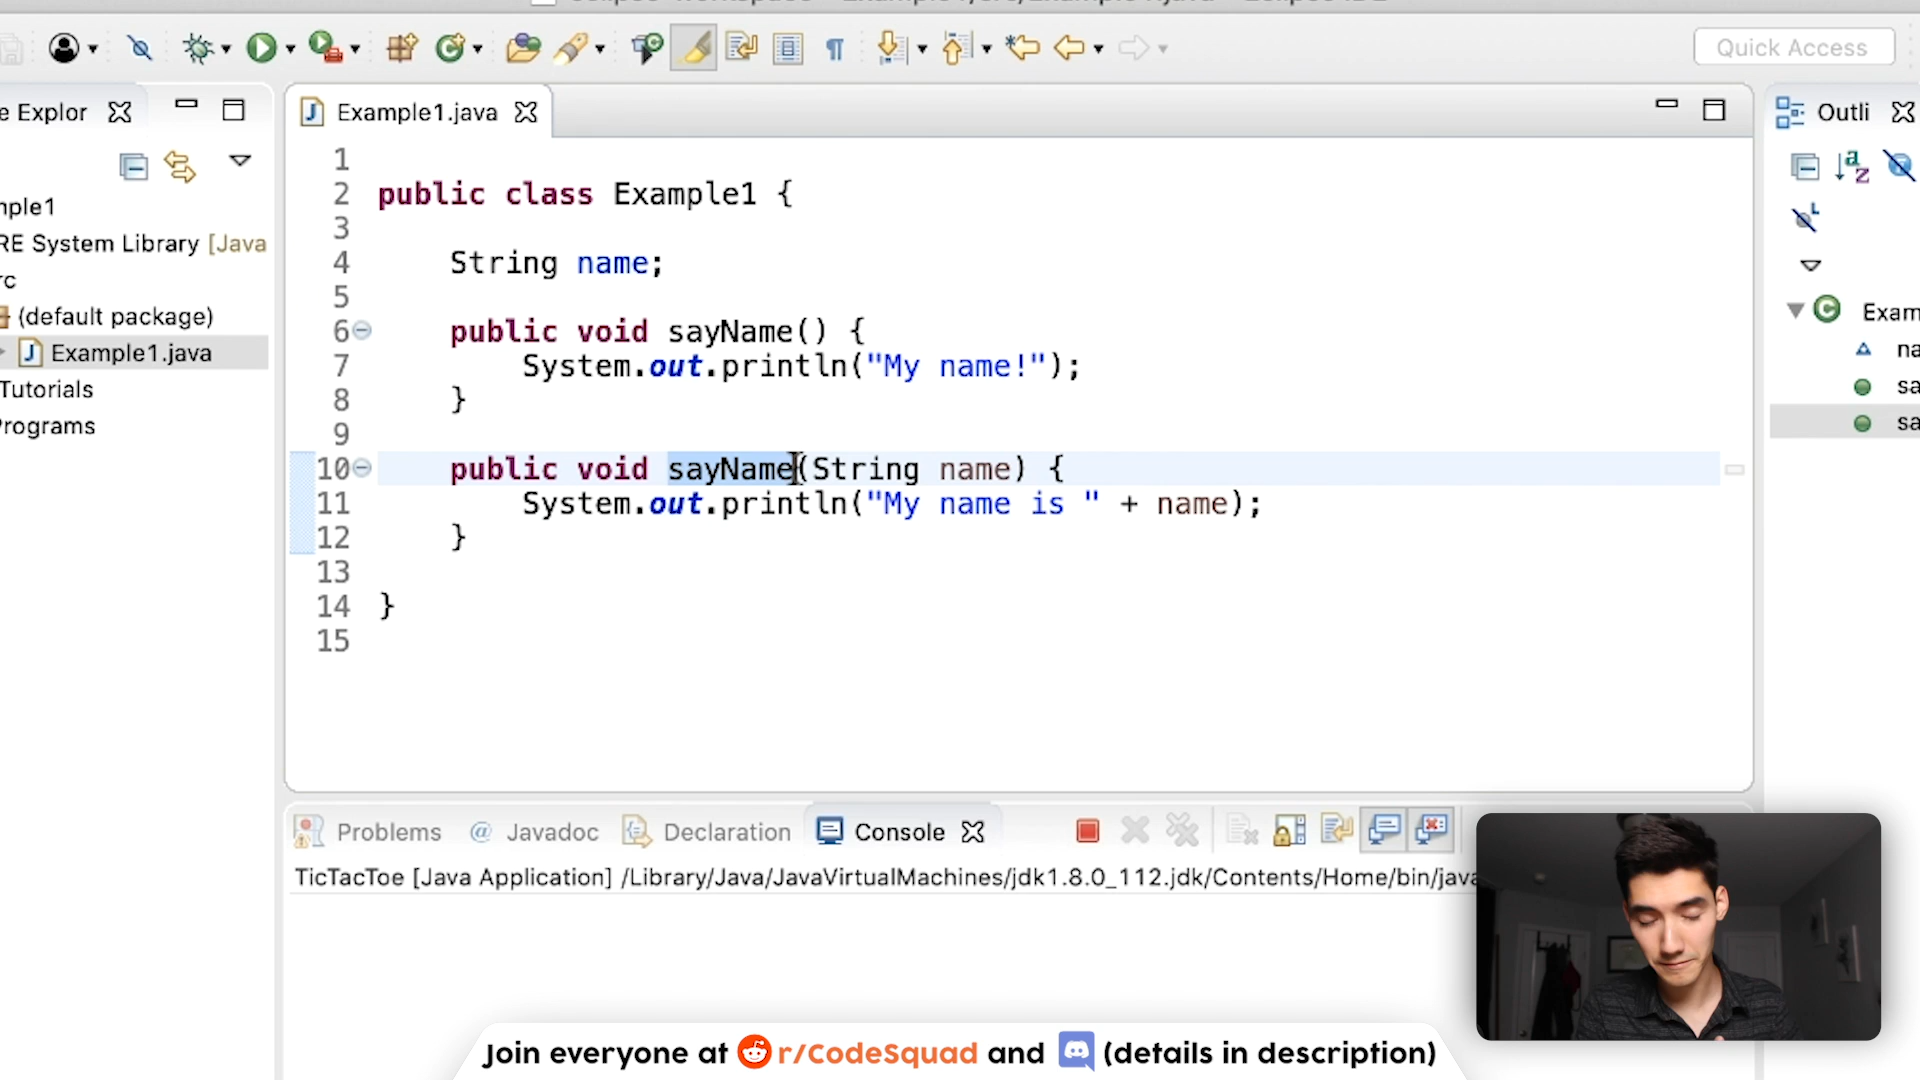 Quick Access
e Explor
Example1.java
Outli
1
2 public class Example1 {
3
4 String name;
5
6 public void sayName() {
7 System.out.println("My name!");
8 }
9
10 public void sayName(String name) {
11 System.out.println("My name is " + name);
12 }
13
14 }
15
mple1
RE System Library [Java
rc
(default package)
Example1.java
Tutorials
Programs
Exam
na
sa
sa
Problems @ Javadoc Declaration Console
TicTacToe [Java Application] /Library/Java/JavaVirtualMachines/jdk1.8.0_112.jdk/Contents/Home/bin/java
Join everyone at r/CodeSquad and (details in description)